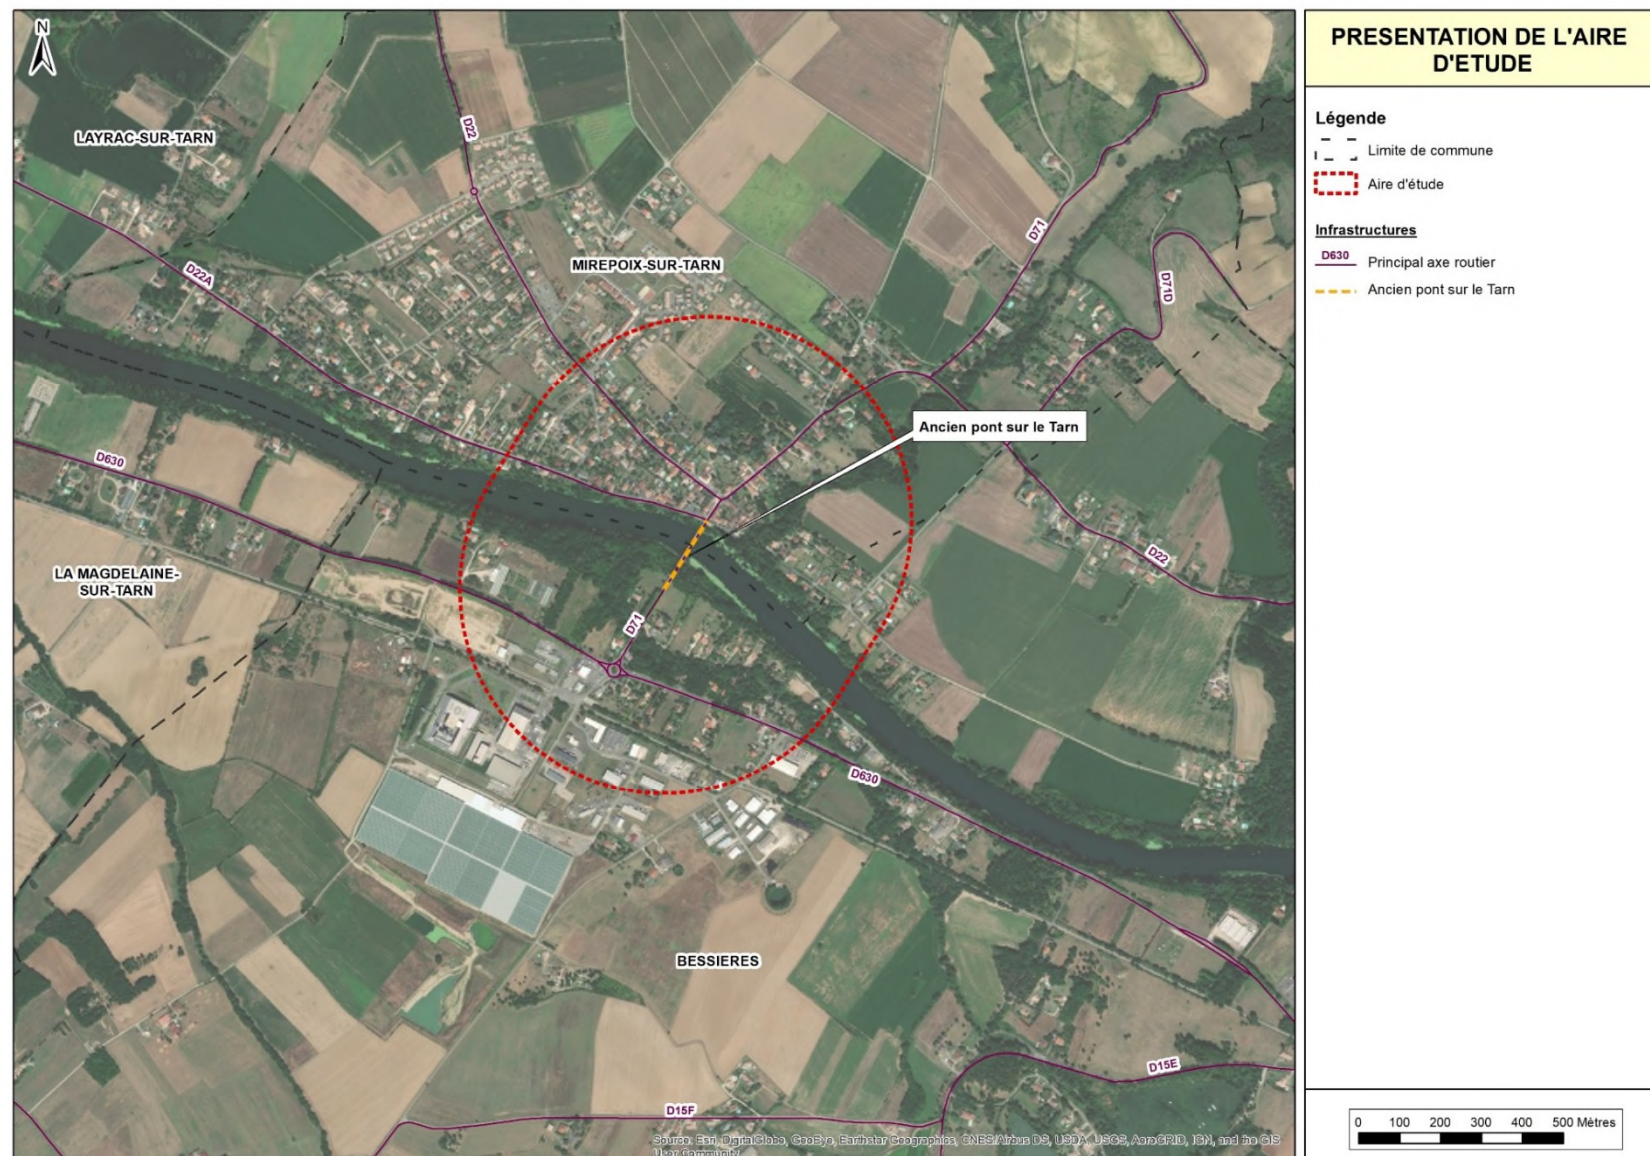 N
LAYRAC-SUR-TARN
D22
D22A
MIREPOIX-SUR-TARN
D71
D71D
Ancien pont sur le Tarn
D630
LA MAGDELAINE-
SUR-TARN
D71
D22
D630
BESSIERES
D15E
D15F
Source: Esri, DigitalGlobe, GeoEye, Earthstar Geographics, CNES/Airbus DS, USDA, USGS, AeroGRID, IGN, and the GIS
User Community
PRESENTATION DE L'AIRE
D'ETUDE
Légende
Limite de commune
Aire d'étude
Infrastructures
D630
Principal axe routier
Ancien pont sur le Tarn
0 100 200 300 400 500 Mètres